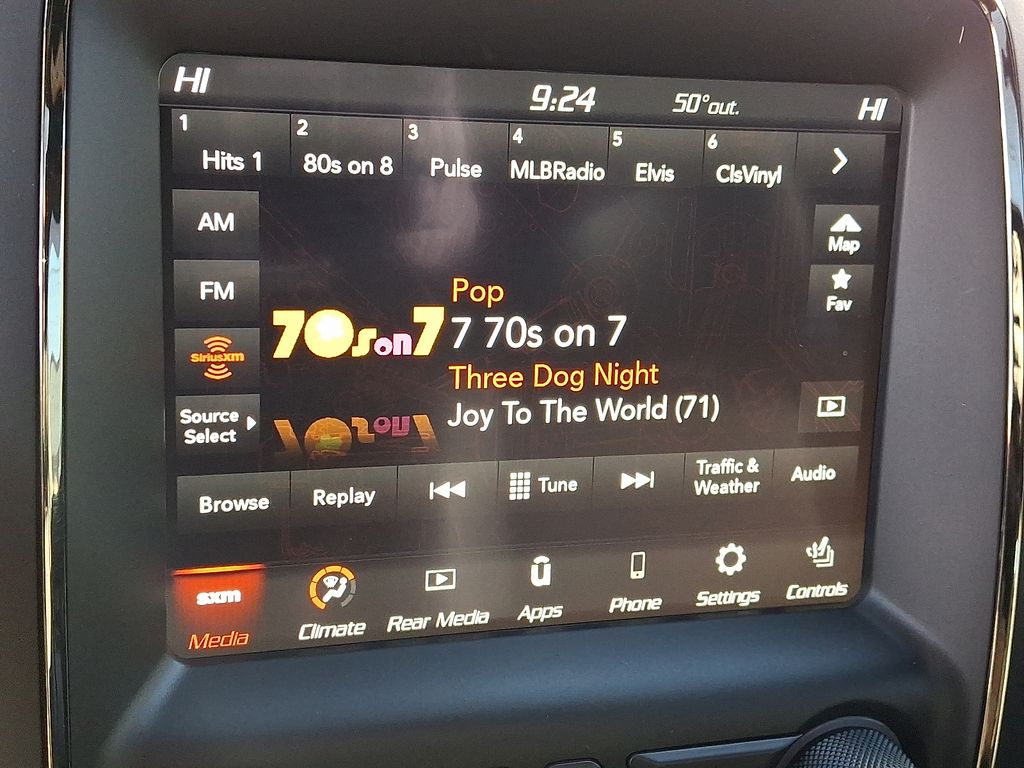 HI 9:24 50° out. HI
1 2 3 4 5 6
Hits 1 80s on 8 Pulse MLBRadio Elvis ClsVinyl
AM
Map
FM
Fav
Pop
70s on 7
7 70s on 7
SiriusXM
Three Dog Night
Joy To The World (71)
Source
Select
Browse Replay Tune Traffic &
Weather Audio
sxm
Media Climate Rear Media Apps Phone Settings Controls